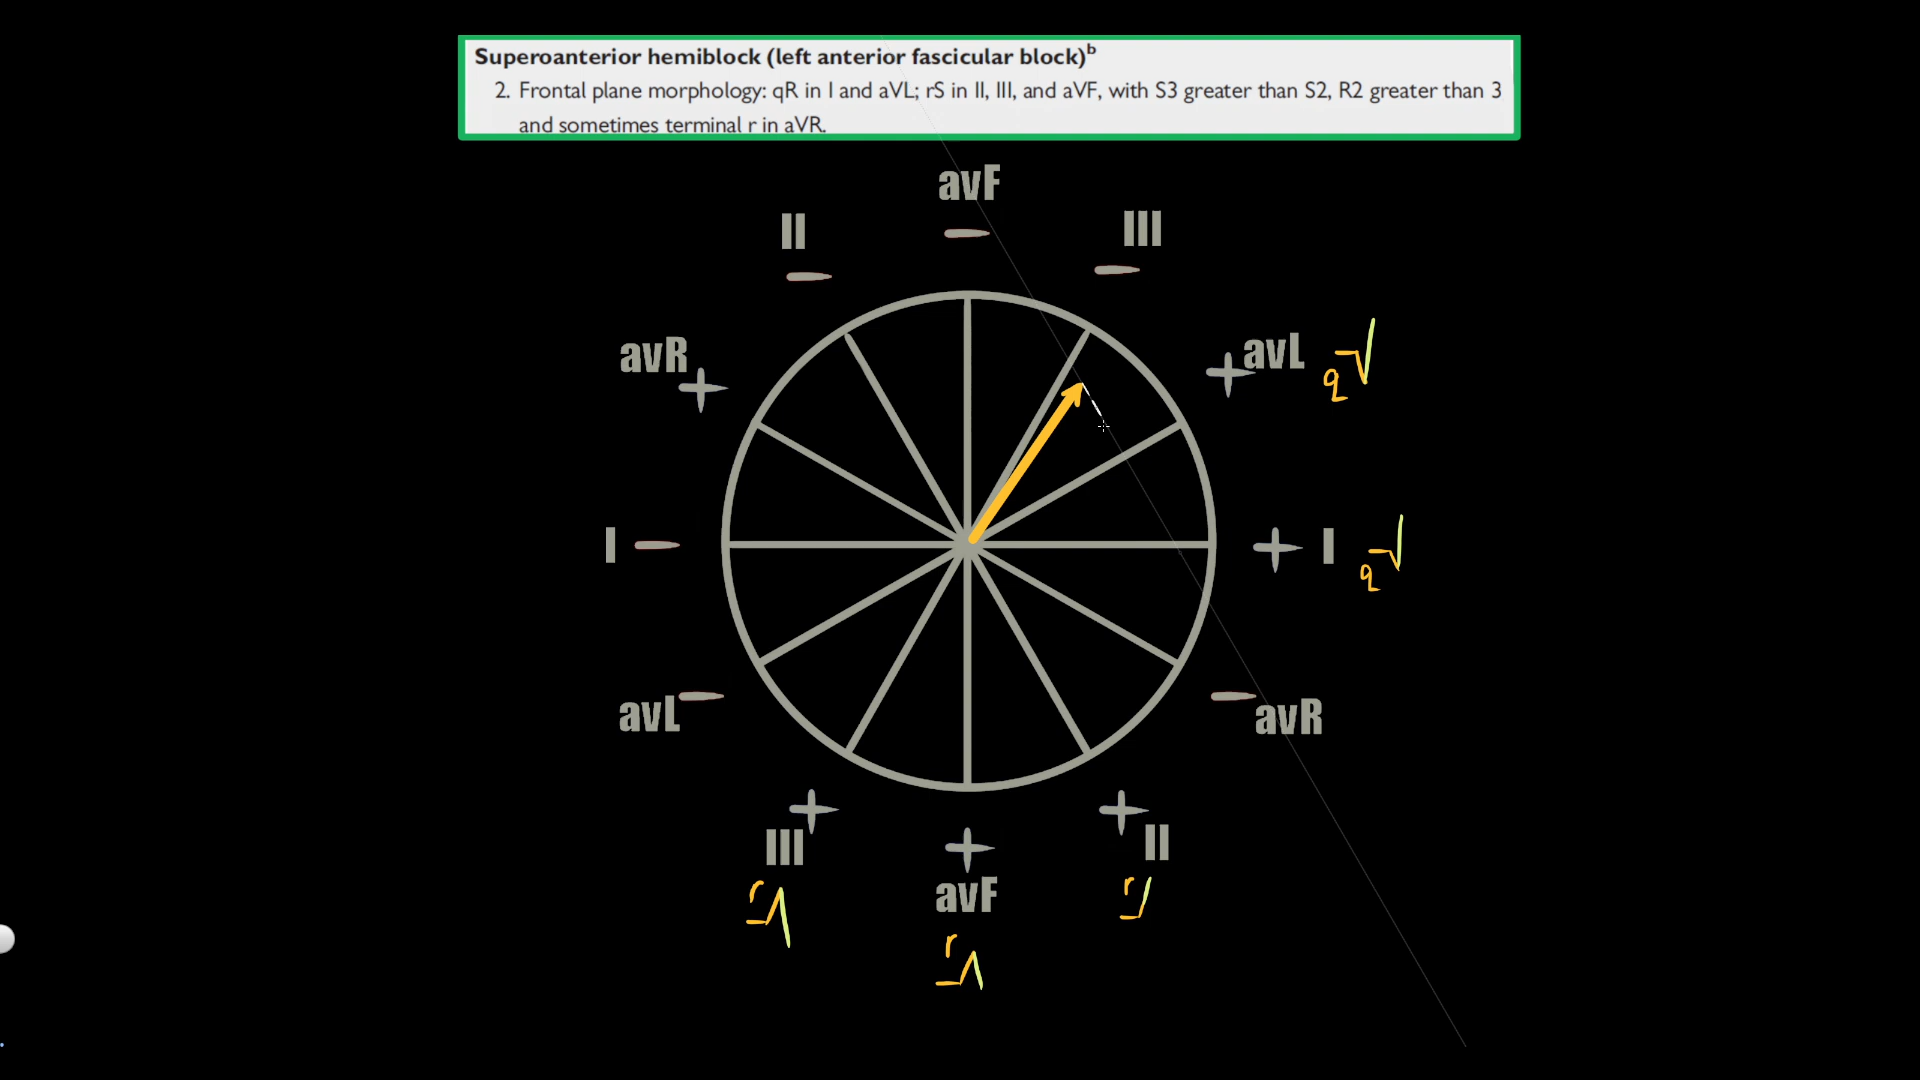 Superoanterior hemiblock (left anterior fascicular block)b
2. Frontal plane morphology: qR in I and aVL; rS in II, III, and aVF, with S3 greater than S2, R2 greater than 3
and sometimes terminal r in aVR.
avF
II
III
avR
avL
q
I
I
q
avL
avR
III
avF
II
r
r
r